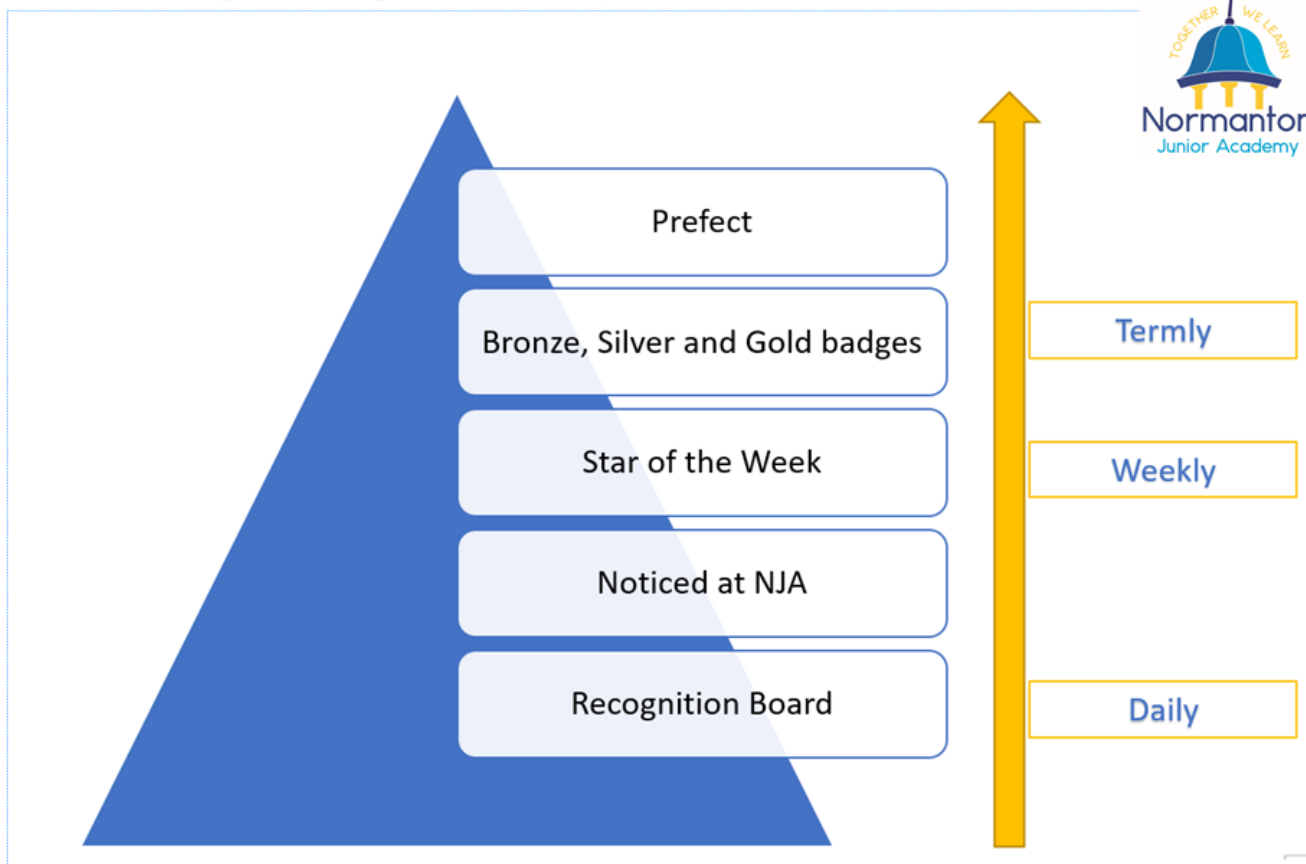 TOGETHER WE LEARN
Normanton
Junior Academy
Prefect
Bronze, Silver and Gold badges
Termly
Star of the Week
Weekly
Noticed at NJA
Recognition Board
Daily